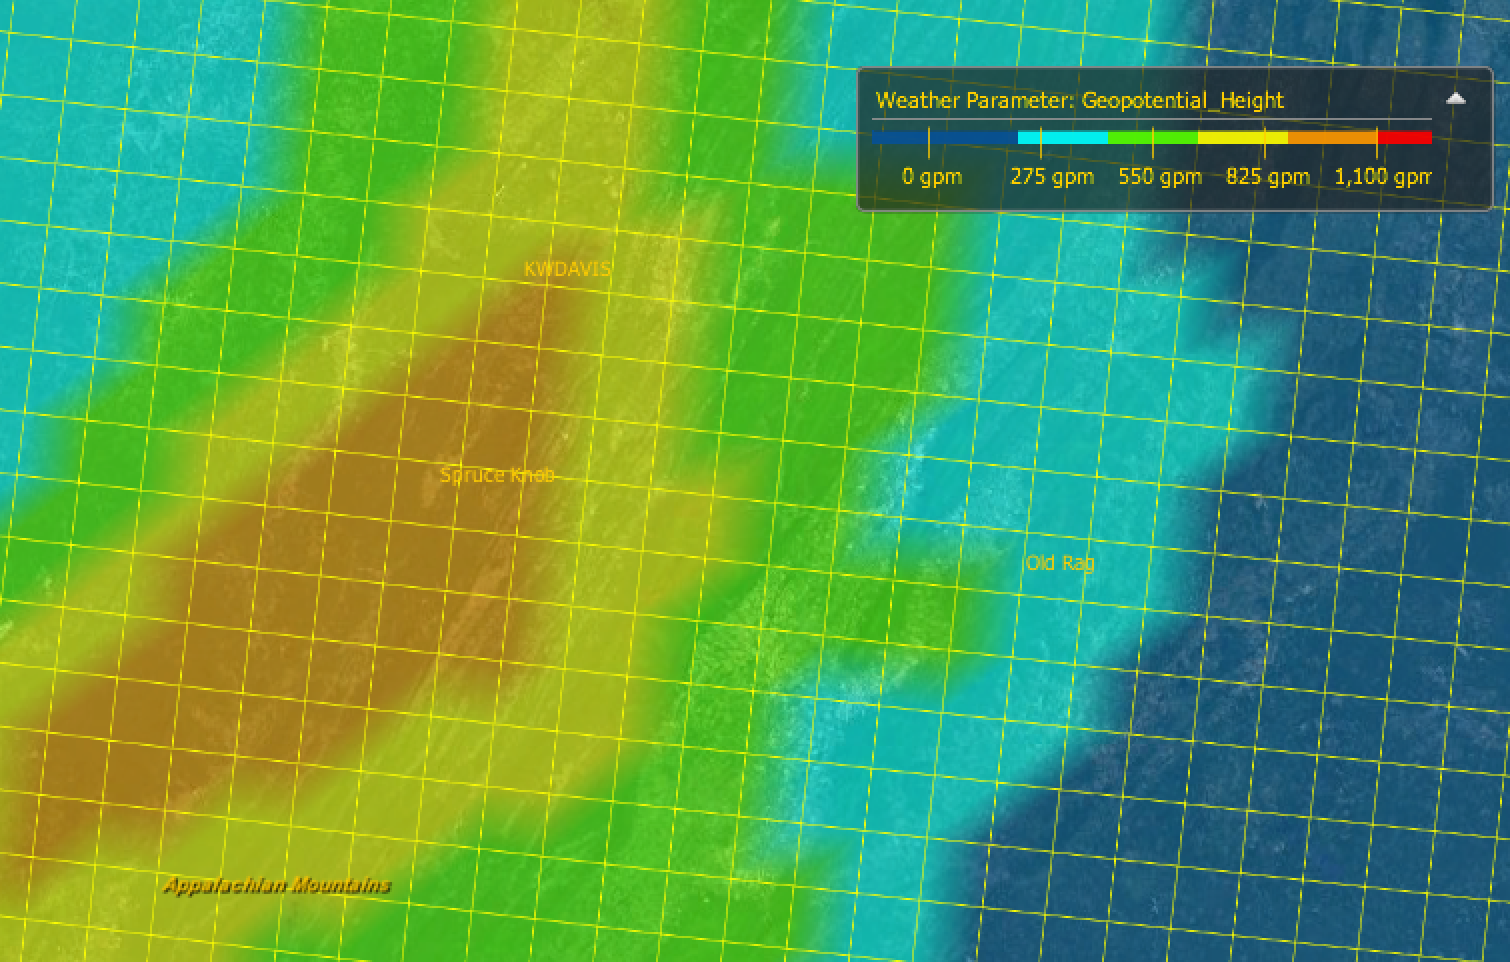 Weather Parameter: Geopotential_Height
0 gpm 275 gpm 550 gpm 825 gpm 1,100 gpm
KWDAVIS
Spruce Knob
Old Rag
Appalachian Mountains